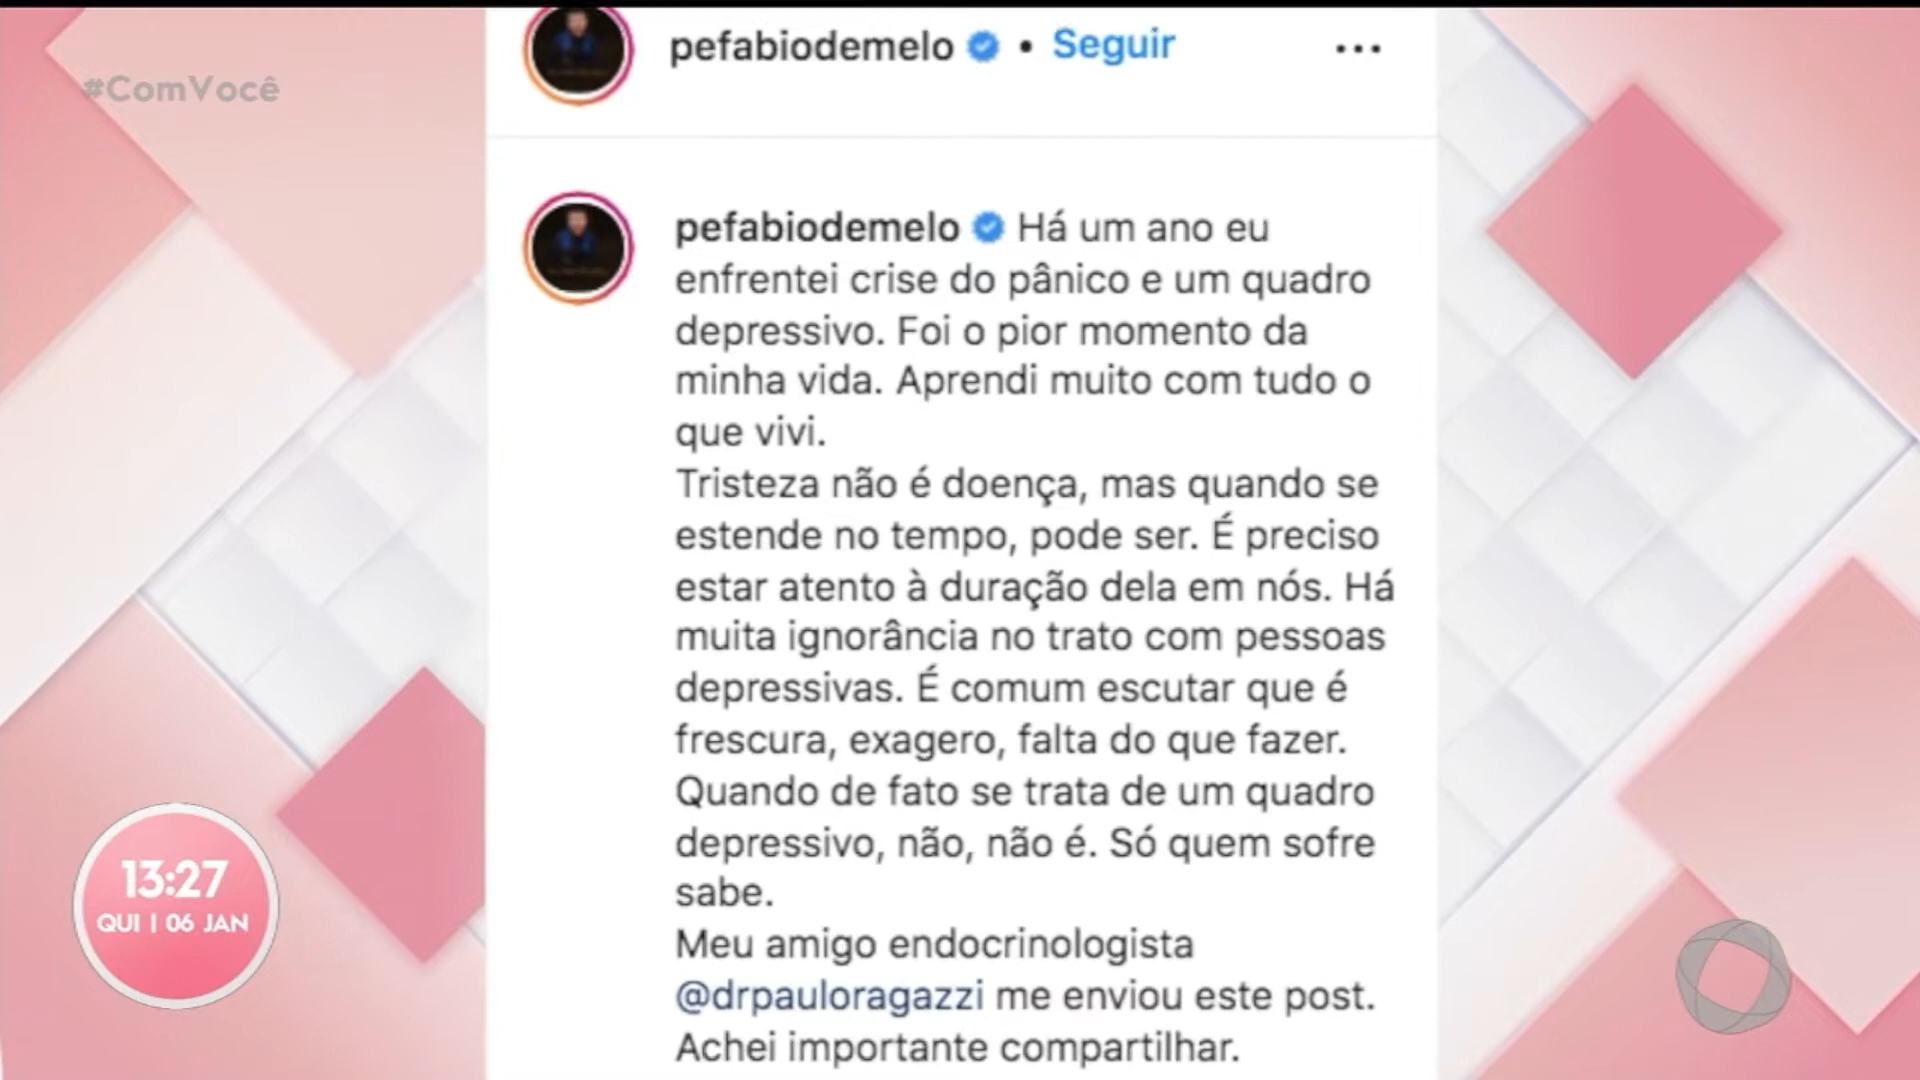 #ComVocê
pefabiodemelo • Seguir
pefabiodemelo Há um ano eu
enfrentei crise do pânico e um quadro
depressivo. Foi o pior momento da
minha vida. Aprendi muito com tudo o
que vivi.
Tristeza não é doença, mas quando se
estende no tempo, pode ser. É preciso
estar atento à duração dela em nós. Há
muita ignorância no trato com pessoas
depressivas. É comum escutar que é
frescura, exagero, falta do que fazer.
Quando de fato se trata de um quadro
depressivo, não, não é. Só quem sofre
sabe.
Meu amigo endocrinologista
@drpauloragazzi me enviou este post.
Achei importante compartilhar.
13:27
QUI | 06 JAN